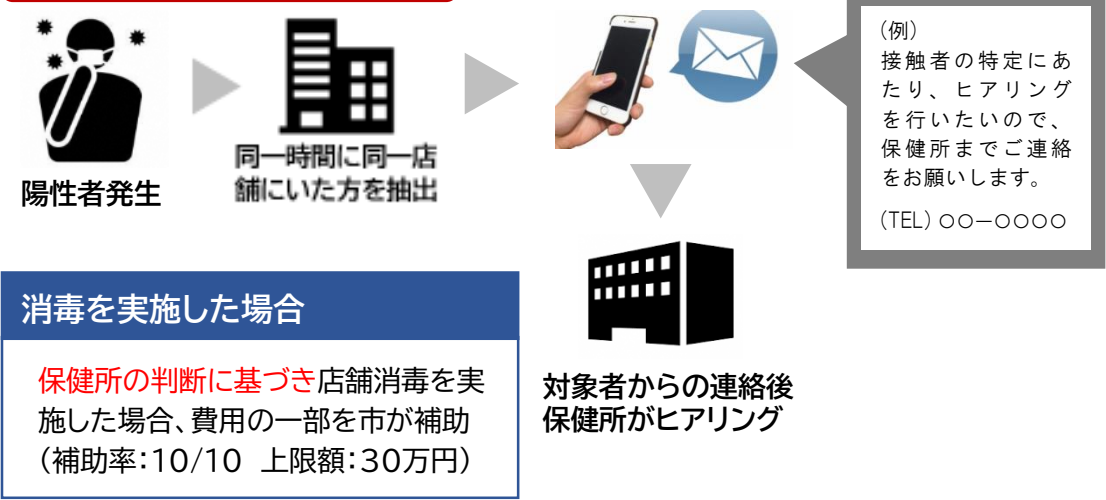 陽性者発生
同一時間に同一店
舗にいた方を抽出
(例)
接触者の特定にあ
たり、ヒアリング
を行いたいので、
保健所までご連絡
をお願いします。
(TEL)○○ー○○○○
対象者からの連絡後
保健所がヒアリング
消毒を実施した場合
保健所の判断に基づき店舗消毒を実
施した場合、費用の一部を市が補助
(補助率:10/10 上限額:30万円)